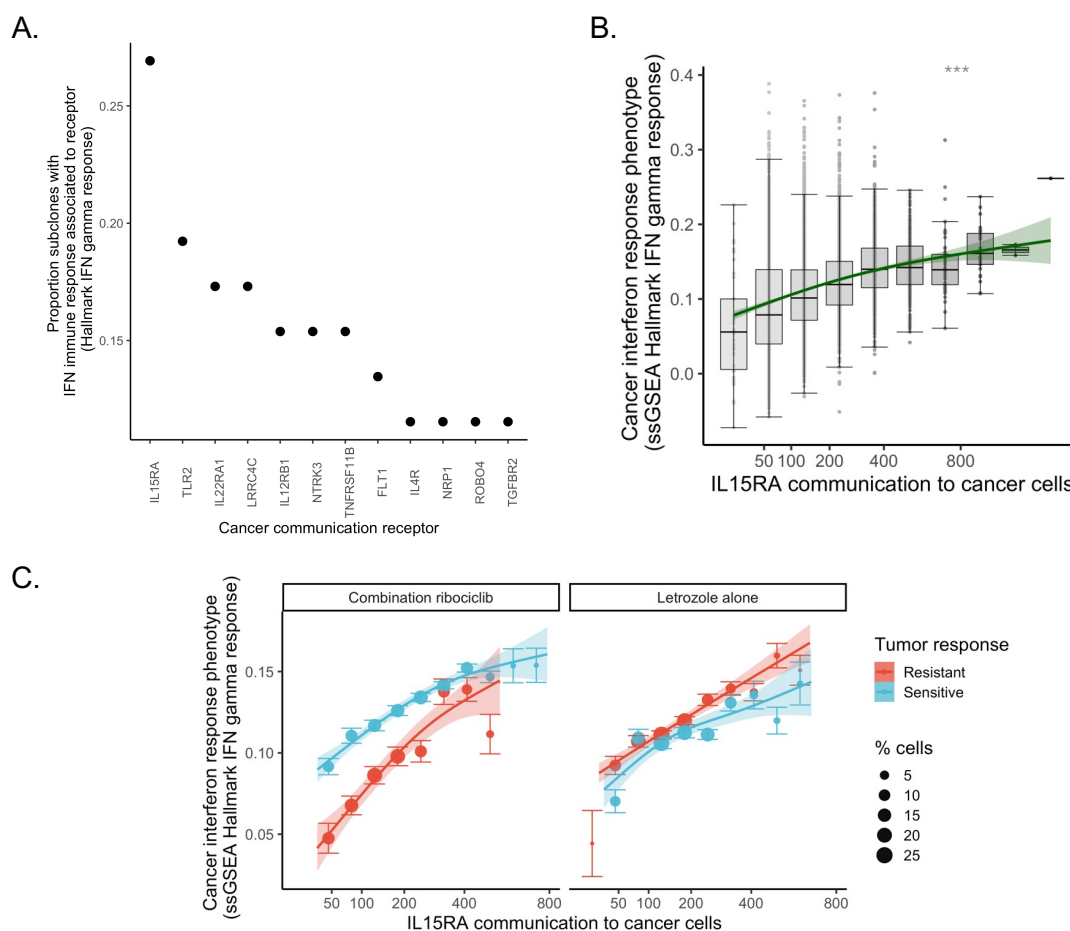 A.
Proportion subclones with
IFN immune response associated to receptor
(Hallmark IFN gamma response)
0.25
0.20
0.15
IL15RA
TLR2
IL22RA1
LRRC4C
IL12RB1
NTRK3
TNFRSF11B
FLT1
IL4R
NRP1
ROBO4
TGFBR2
Cancer communication receptor
B.
Cancer interferon response phenotype
(ssGSEA Hallmark IFN gamma response)
0.4
0.3
0.2
0.1
0.0
***
50 100 200 400 800
IL15RA communication to cancer cells
C.
Cancer interferon response phenotype
(ssGSEA Hallmark IFN gamma response)
Combination ribociclib
Letrozole alone
0.15
0.10
0.05
50 100 200 400 800
50 100 200 400 800
IL15RA communication to cancer cells
Tumor response
Resistant
Sensitive
% cells
5
10
15
20
25